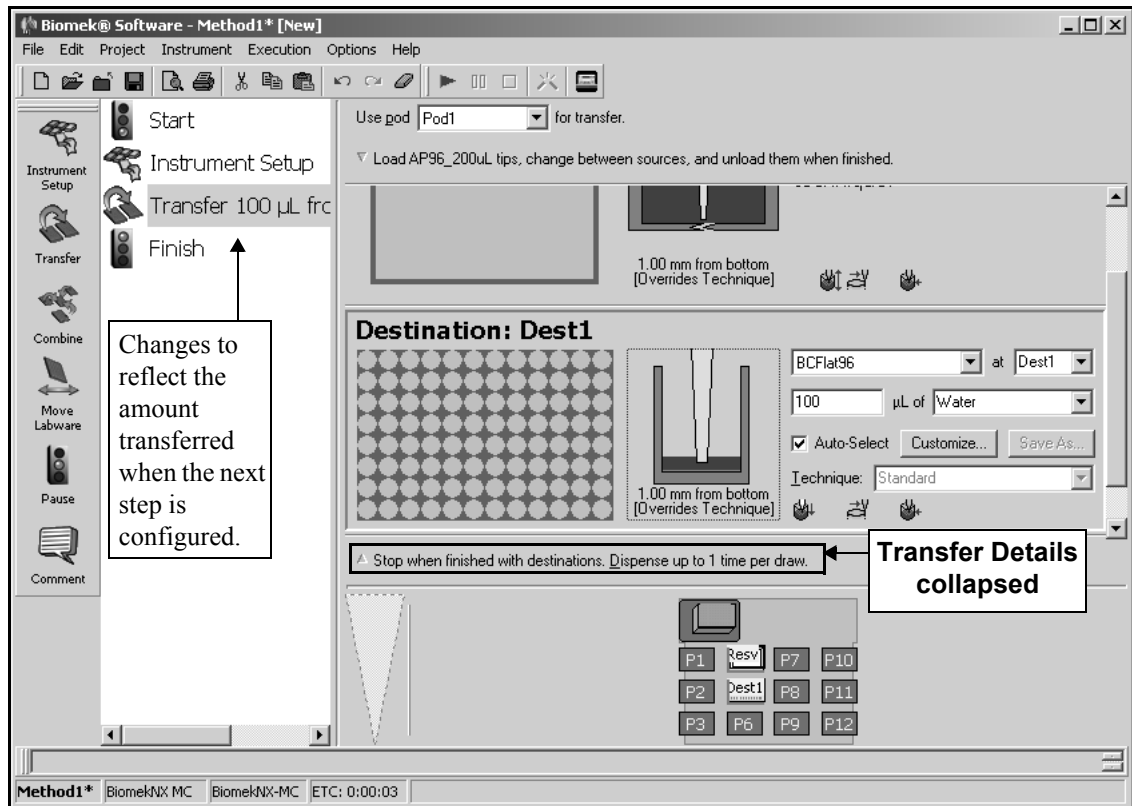 Biomek® Software - Method1* [New]
File Edit Project Instrument Execution Options Help
Instrument
Setup
Transfer
Combine
Move
Labware
Pause
Comment
Start
Instrument Setup
Transfer 100 µL frc
Finish
Changes to
reflect the
amount
transferred
when the next
step is
configured.
Use pod Pod1 for transfer.
Load AP96_200uL tips, change between sources, and unload them when finished.
1.00 mm from bottom
[Overrides Technique]
Destination: Dest1
1.00 mm from bottom
[Overrides Technique]
BCFlat96 at Dest1
100 µL of Water
Auto-Select Customize... Save As...
Technique: Standard
Stop when finished with destinations. Dispense up to 1 time per draw.
Transfer Details
collapsed
P1 Resv P7 P10
P2 Dest1 P8 P11
P3 P6 P9 P12
Method1* BiomekNX MC BiomekNX-MC ETC: 0:00:03